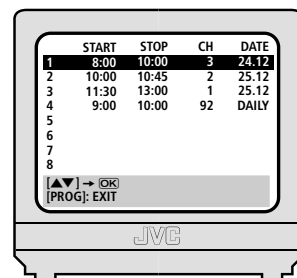 START STOP CH DATE
1 8:00 10:00 3 24.12
2 10:00 10:45 2 25.12
3 11:30 13:00 1 25.12
4 9:00 10:00 92 DAILY
5
6
7
8
[▲▼] → OK
[PROG]: EXIT
JVC